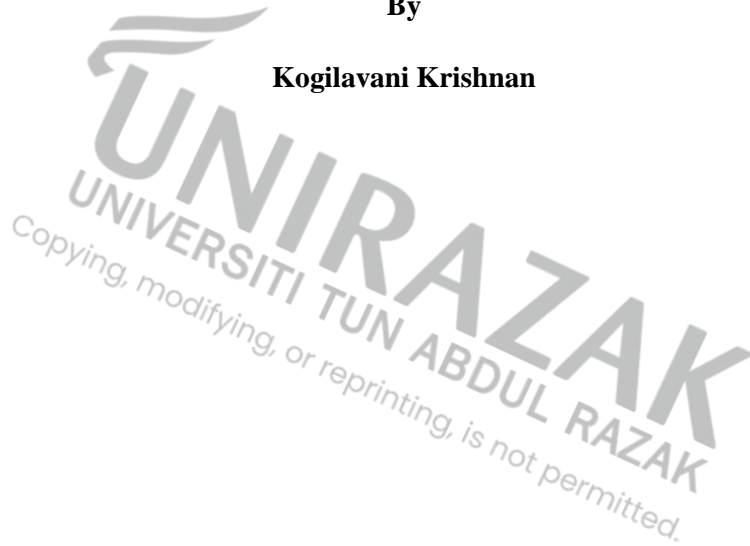 By
Kogilavani Krishnan
UNIRAZAK
UNIVERSITI TUN ABDUL RAZAK
Copying, modifying, or reprinting, is not permitted.